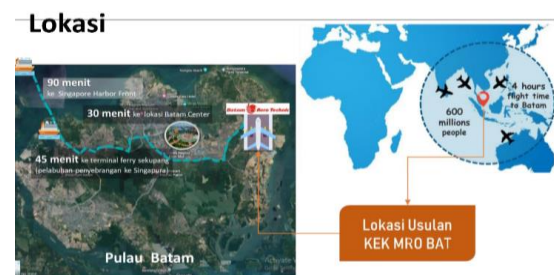 Lokasi
90 menit
ke Singapore Harbor Front
30 menit ke lokasi Batam Center
Batam Aero Technic
45 menit ke terminal ferry sekupang
(pelabuhan penyebrangan ke Singapura)
Pulau Batam
4 hours
flight time
to Batam
600
millions
people
Lokasi Usulan
KEK MRO BAT